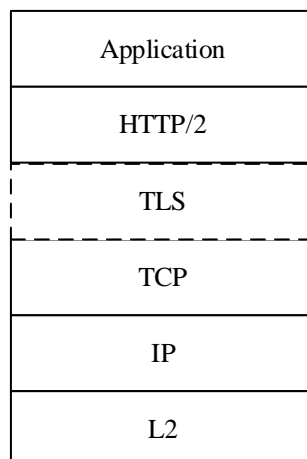 Application
HTTP/2
TLS
TCP
IP
L2